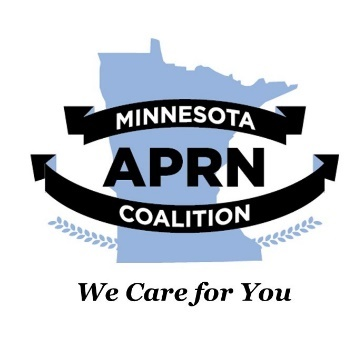 MINNESOTA
APRN
COALITION
We Care for You